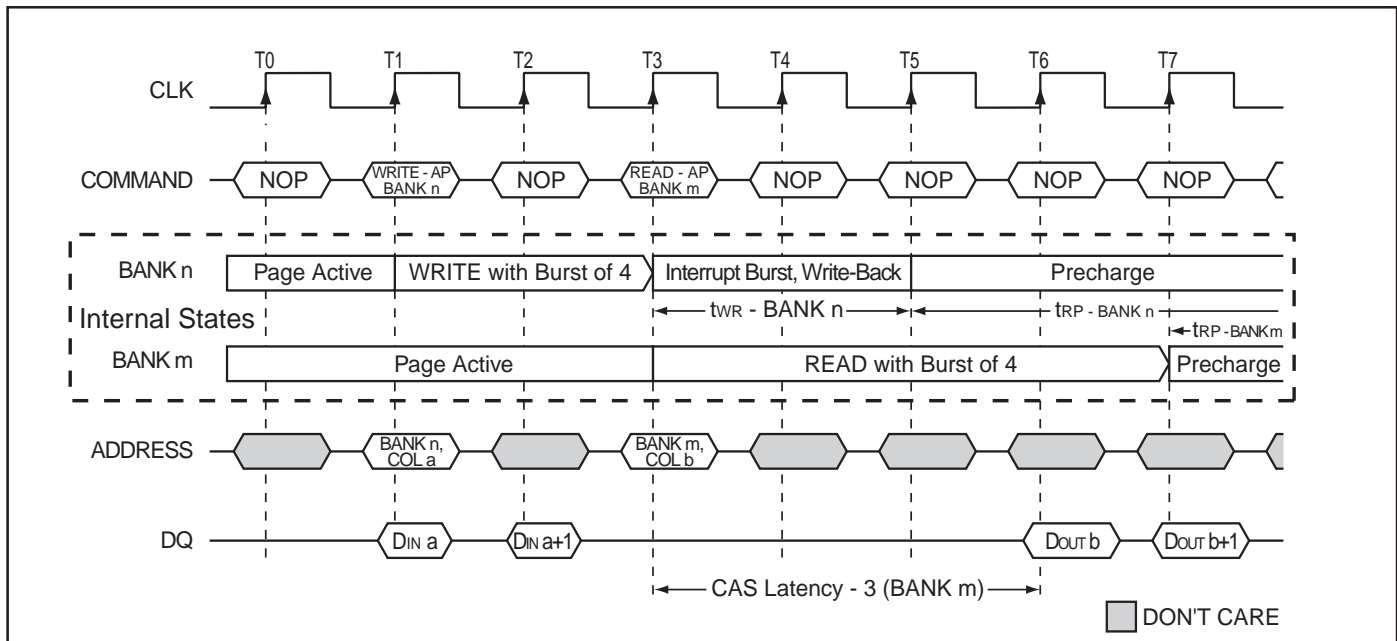 T0 T1 T2 T3 T4 T5 T6 T7
CLK
COMMAND NOP WRITE - AP BANK n NOP READ - AP BANK m NOP NOP NOP NOP
BANK n Page Active WRITE with Burst of 4 Interrupt Burst, Write-Back Precharge
tWR - BANK n tRP - BANK n
Internal States
tRP - BANK m
BANK m Page Active READ with Burst of 4 Precharge
ADDRESS BANK n, COL a BANK m, COL b
DQ DIN a DIN a+1 DOUT b DOUT b+1
CAS Latency - 3 (BANK m)
DON'T CARE